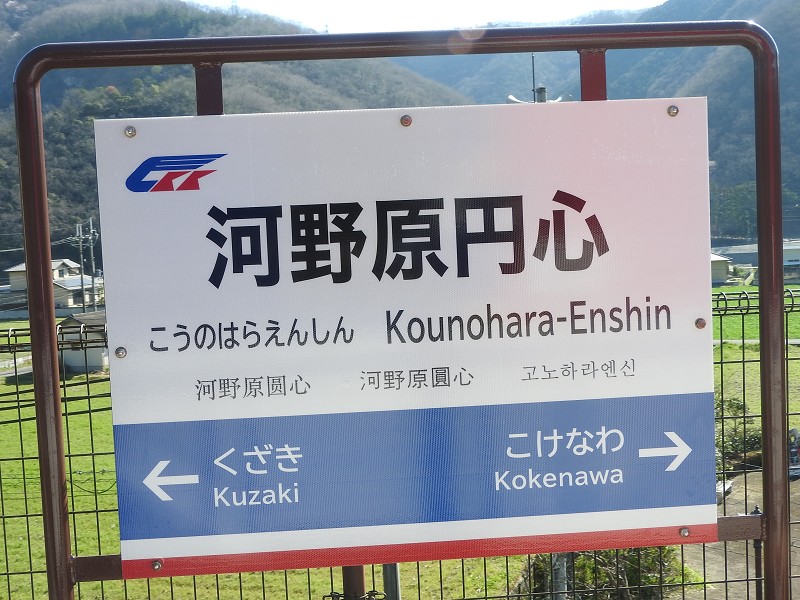 河野原円心
こうのはらえんしん Kounohara-Enshin
河野原圆心 河野原圓心 고노하라엔신
← くざき こけなわ →
Kuzaki Kokenawa